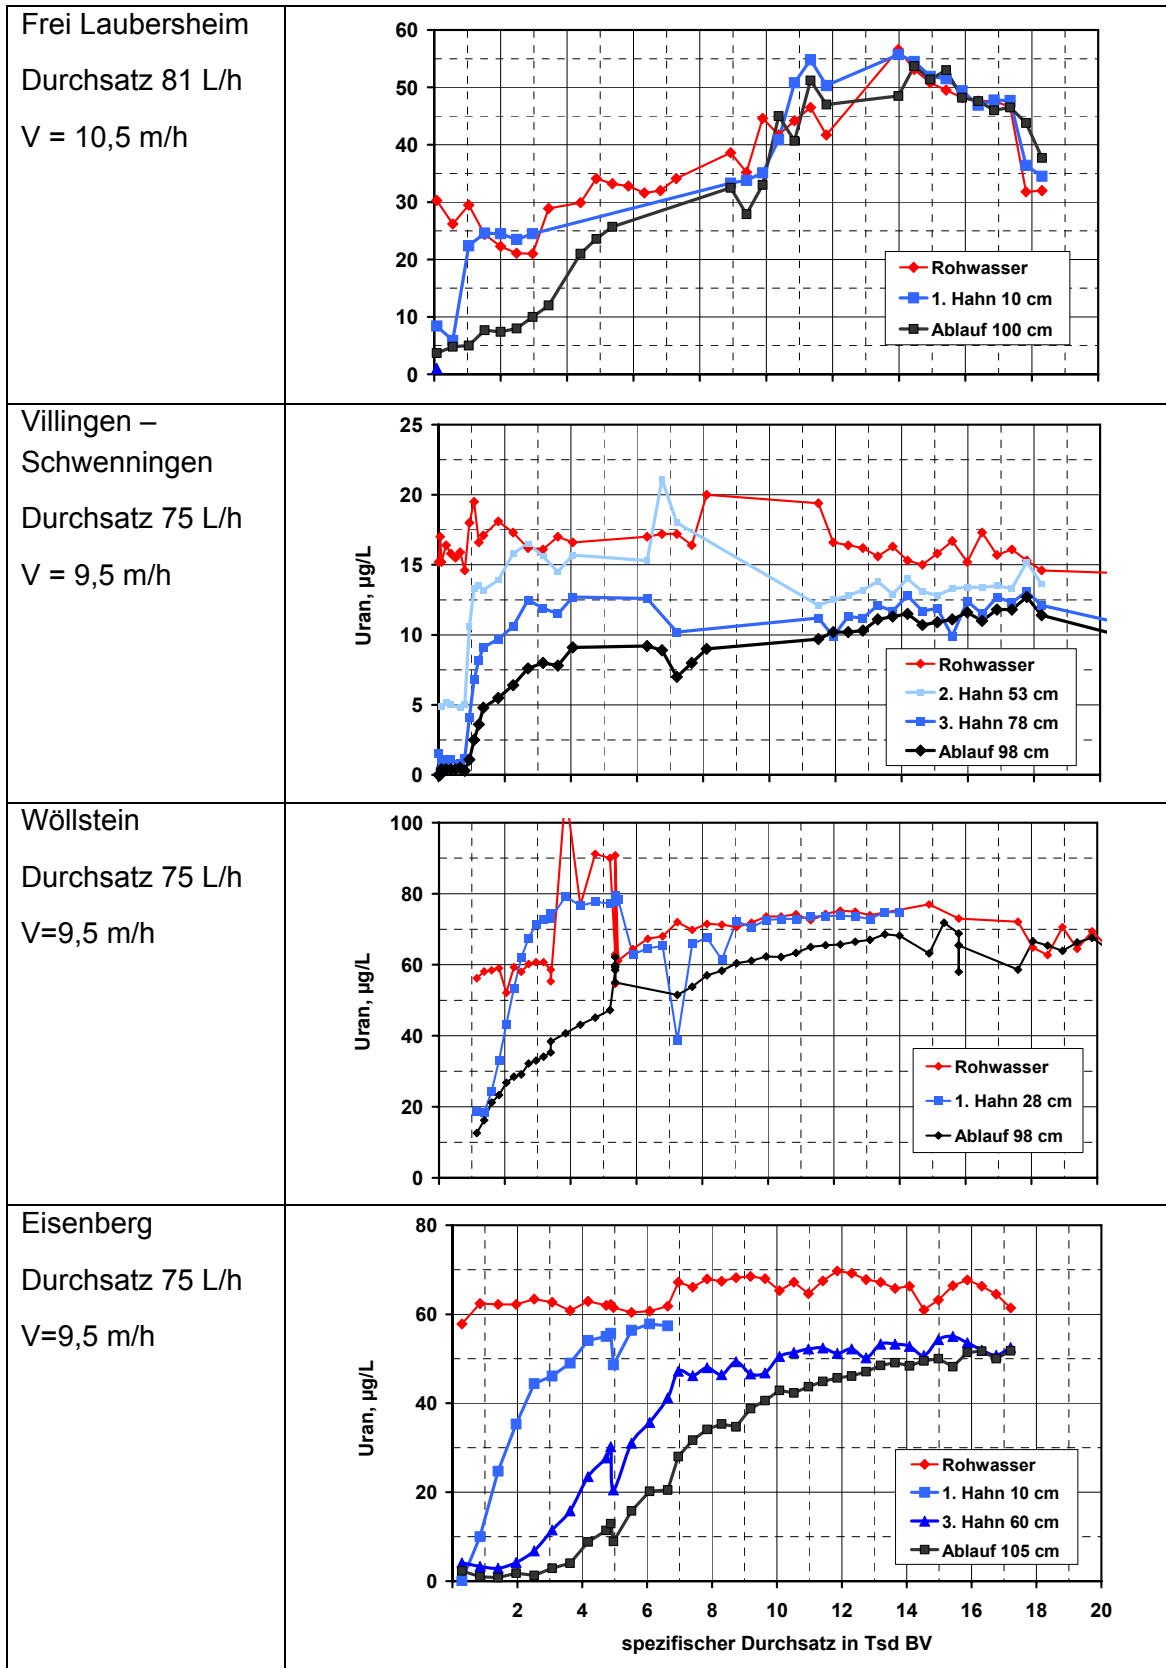 Frei Laubersheim
Durchsatz 81 L/h
V = 10,5 m/h
60
50
40
30
20
10
0
Rohwasser
1. Hahn 10 cm
Ablauf 100 cm
Villingen –
Schwenningen
Durchsatz 75 L/h
V = 9,5 m/h
Uran, µg/L
25
20
15
10
5
0
Rohwasser
2. Hahn 53 cm
3. Hahn 78 cm
Ablauf 98 cm
Wöllstein
Durchsatz 75 L/h
V=9,5 m/h
Uran, µg/L
100
80
60
40
20
0
Rohwasser
1. Hahn 28 cm
Ablauf 98 cm
Eisenberg
Durchsatz 75 L/h
V=9,5 m/h
Uran, µg/L
80
60
40
20
0
Rohwasser
1. Hahn 10 cm
3. Hahn 60 cm
Ablauf 105 cm
2 4 6 8 10 12 14 16 18 20
spezifischer Durchsatz in Tsd BV